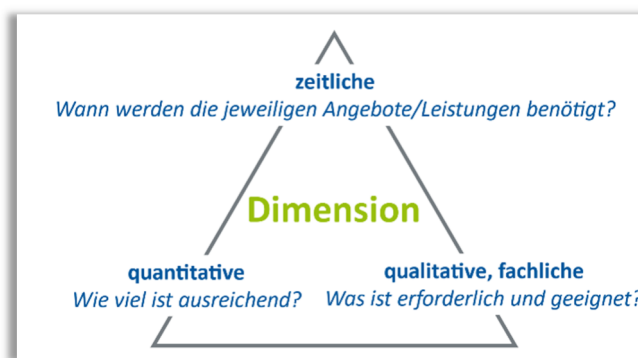 zeitliche
Wann werden die jeweiligen Angebote/Leistungen benötigt?
Dimension
quantitative
Wie viel ist ausreichend?
qualitative, fachliche
Was ist erforderlich und geeignet?